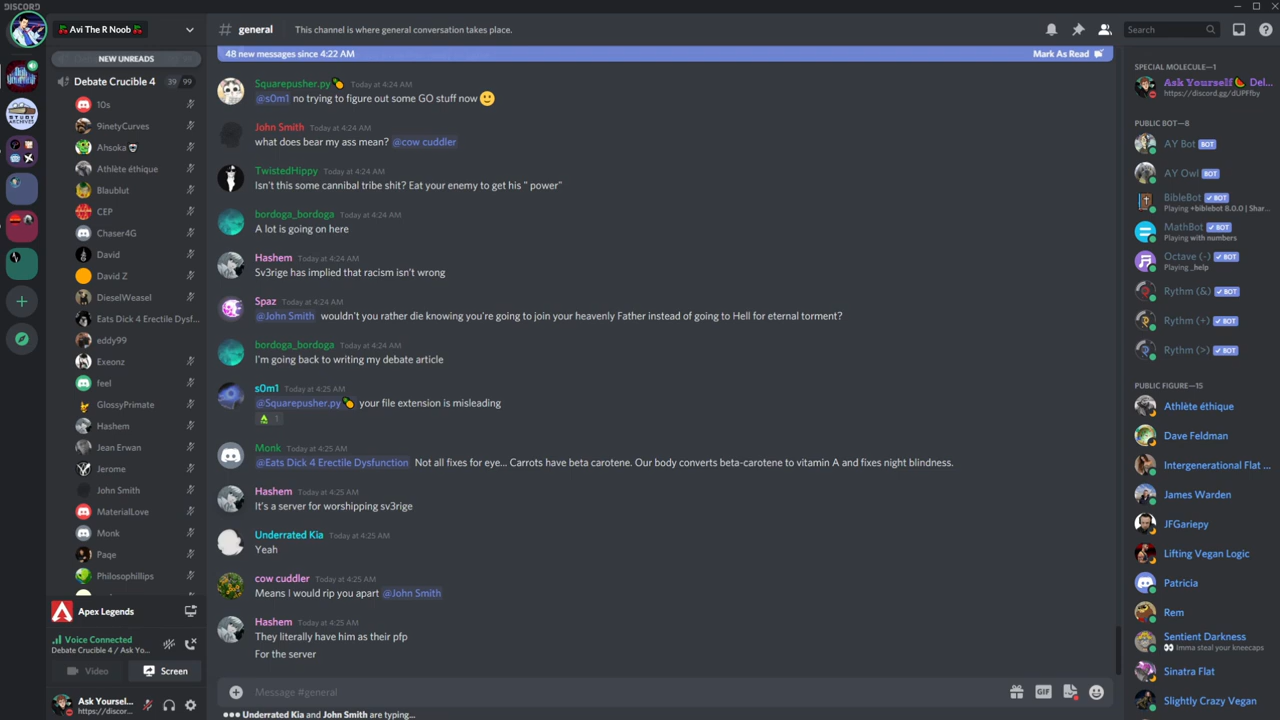 DISCORD
Avi The R Noob
NEW UNREADS
Debate Crucible 4 39 99
10s
9inetyCurves
Ahsoka
Athlète éthique
Blaublut
CEP
Chaser4G
David
David Z
DieselWeasel
Eats Dick 4 Erectile Dysf...
eddy99
Exeonz
feel
GlossyPrimate
Hashem
Jean Erwan
Jerome
John Smith
MaterialLove
Monk
Paqe
Philosophillips
Apex Legends
Voice Connected
Debate Crucible 4 / Ask Yo...
Video Screen
Ask Yoursel...
https://discor...
# general This channel is where general conversation takes place.
Search
48 new messages since 4:22 AM Mark As Read
Squarepusher.py Today at 4:24 AM
@s0m1 no trying to figure out some GO stuff now
John Smith Today at 4:24 AM
what does bear my ass mean? @cow cuddler
TwistedHippy Today at 4:24 AM
Isn't this some cannibal tribe shit? Eat your enemy to get his " power"
bordoga_bordoga Today at 4:24 AM
A lot is going on here
Hashem Today at 4:24 AM
Sv3rige has implied that racism isn't wrong
Spaz Today at 4:24 AM
@John Smith wouldn't you rather die knowing you're going to join your heavenly Father instead of going to Hell for eternal torment?
bordoga_bordoga Today at 4:24 AM
I'm going back to writing my debate article
s0m1 Today at 4:25 AM
@Squarepusher.py your file extension is misleading
1
Monk Today at 4:25 AM
@Eats Dick 4 Erectile Dysfunction Not all fixes for eye... Carrots have beta carotene. Our body converts beta-carotene to vitamin A and fixes night blindness.
Hashem Today at 4:25 AM
It's a server for worshipping sv3rige
Underrated Kia Today at 4:25 AM
Yeah
cow cuddler Today at 4:25 AM
Means I would rip you apart @John Smith
Hashem Today at 4:25 AM
They literally have him as their pfp
For the server
Message #general
GIF
Underrated Kia and John Smith are typing...
SPECIAL MOLECULE—1
Ask Yourself Del...
https://discord.gg/dUPFfby
PUBLIC BOT—8
AY Bot BOT
AY Owl BOT
BibleBot BOT
Playing +biblebot 8.0.0 | Shar...
MathBot BOT
Playing with numbers
Octave (-) BOT
Playing _help
Rythm (&) BOT
Rythm (+) BOT
Rythm (>) BOT
PUBLIC FIGURE—15
Athlète éthique
Dave Feldman
Intergenerational Flat ...
James Warden
JFGariepy
Lifting Vegan Logic
Patricia
Rem
Sentient Darkness
Imma steal your kneecaps
Sinatra Flat
Slightly Crazy Vegan